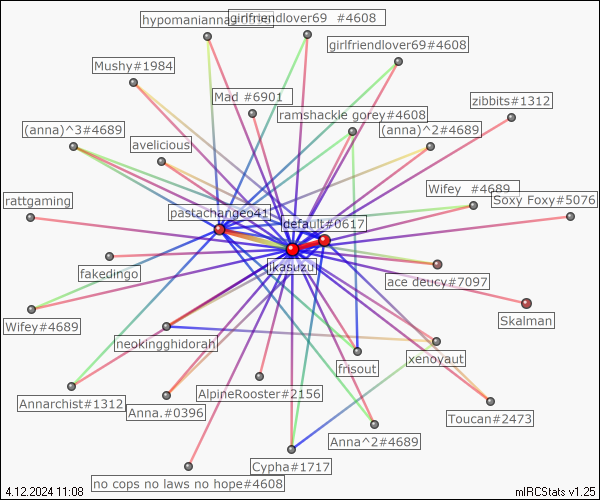 hypomanianna#0396
girlfriendlover69  #4608
girlfriendlover69#4608
Mushy#1984
Mad #6901
zibbits#1312
ramshackle gorey#4608
(anna)^3#4689
(anna)^2#4689
avelicious
Wifey  #4689
Soxy Foxy#5076
rattgaming
pastachangeo41
default#0617
ikasuzu
fakedingo
ace deucy#7097
Wifey#4689
Skalman
neokingghidorah
xenoyaut
frisout
AlpineRooster#2156
Annarchist#1312
Anna.#0396
Toucan#2473
Anna^2#4689
Cypha#1717
no cops no laws no hope#4608
4.12.2024 11:08
mIRCStats v1.25